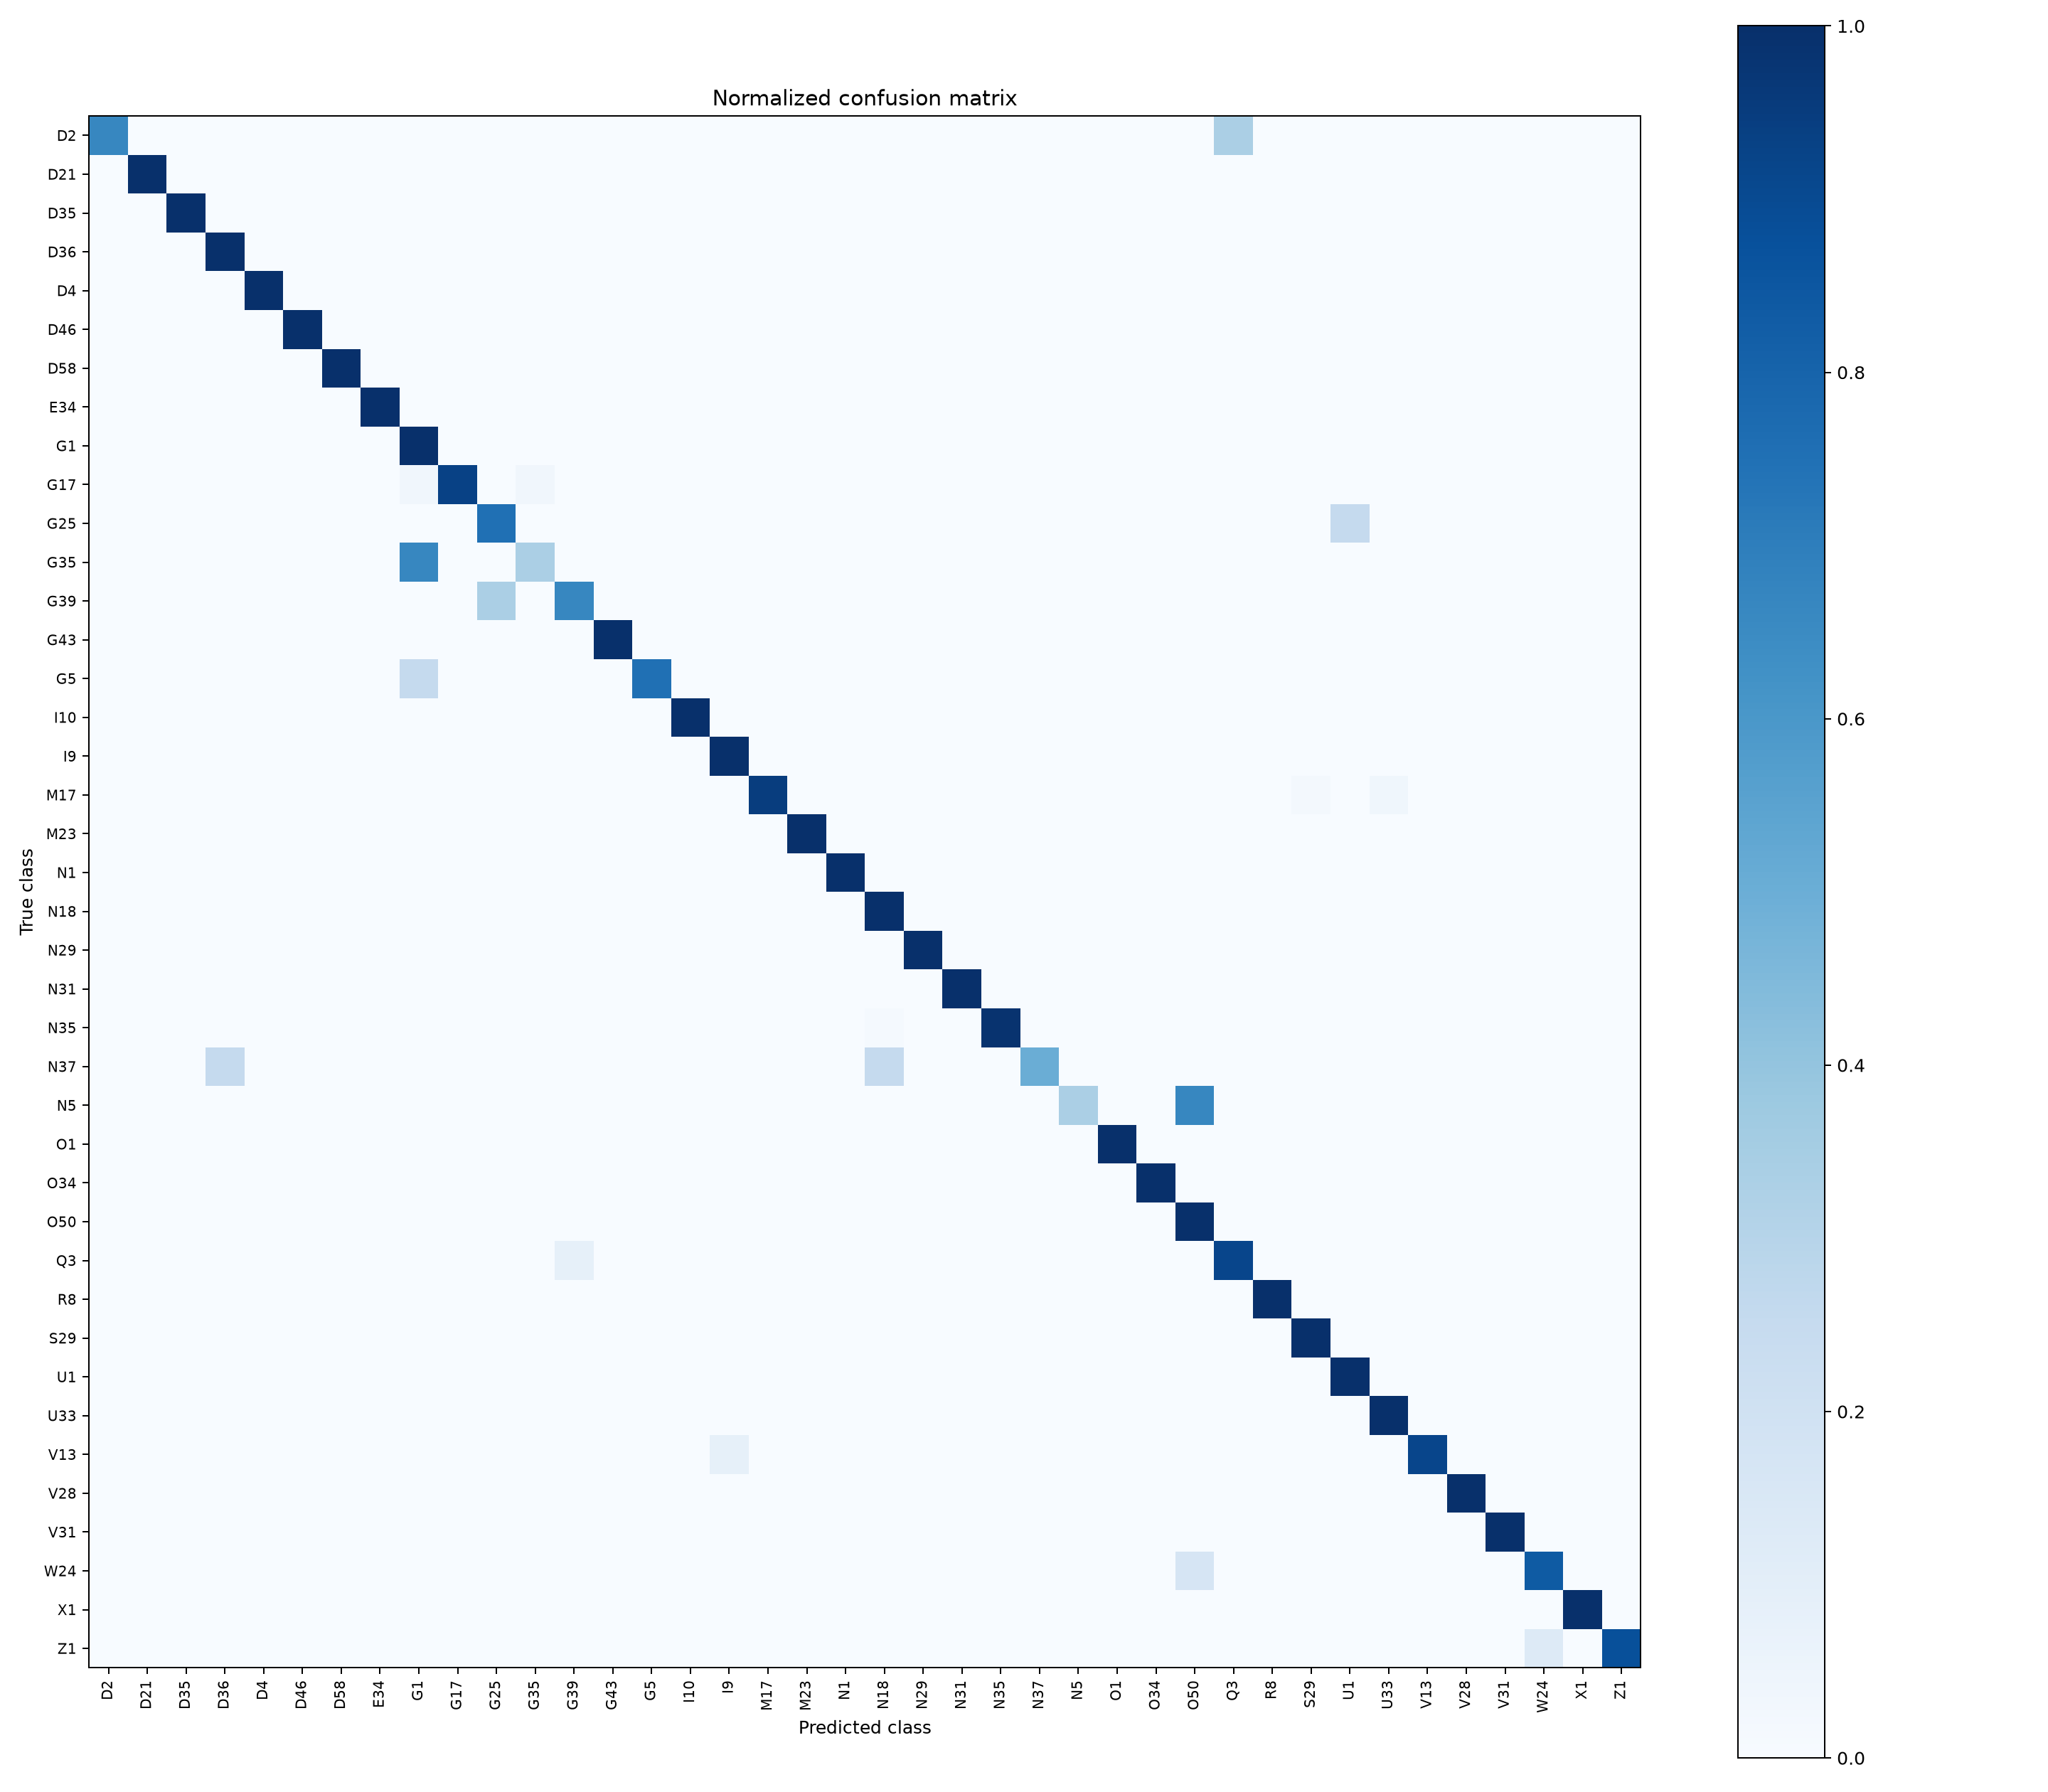 Normalized confusion matrix
True class
D2
D21
D35
D36
D4
D46
D58
E34
G1
G17
G25
G35
G39
G43
G5
I10
I9
M17
M23
N1
N18
N29
N31
N35
N37
N5
O1
O34
O50
Q3
R8
S29
U1
U33
V13
V28
V31
W24
X1
Z1
D2 D21 D35 D36 D4 D46 D58 E34 G1 G17 G25 G35 G39 G43 G5 I10 I9 M17 M23 N1 N18 N29 N31 N35 N37 N5 O1 O34 O50 Q3 R8 S29 U1 U33 V13 V28 V31 W24 X1 Z1
Predicted class
1.0
0.8
0.6
0.4
0.2
0.0